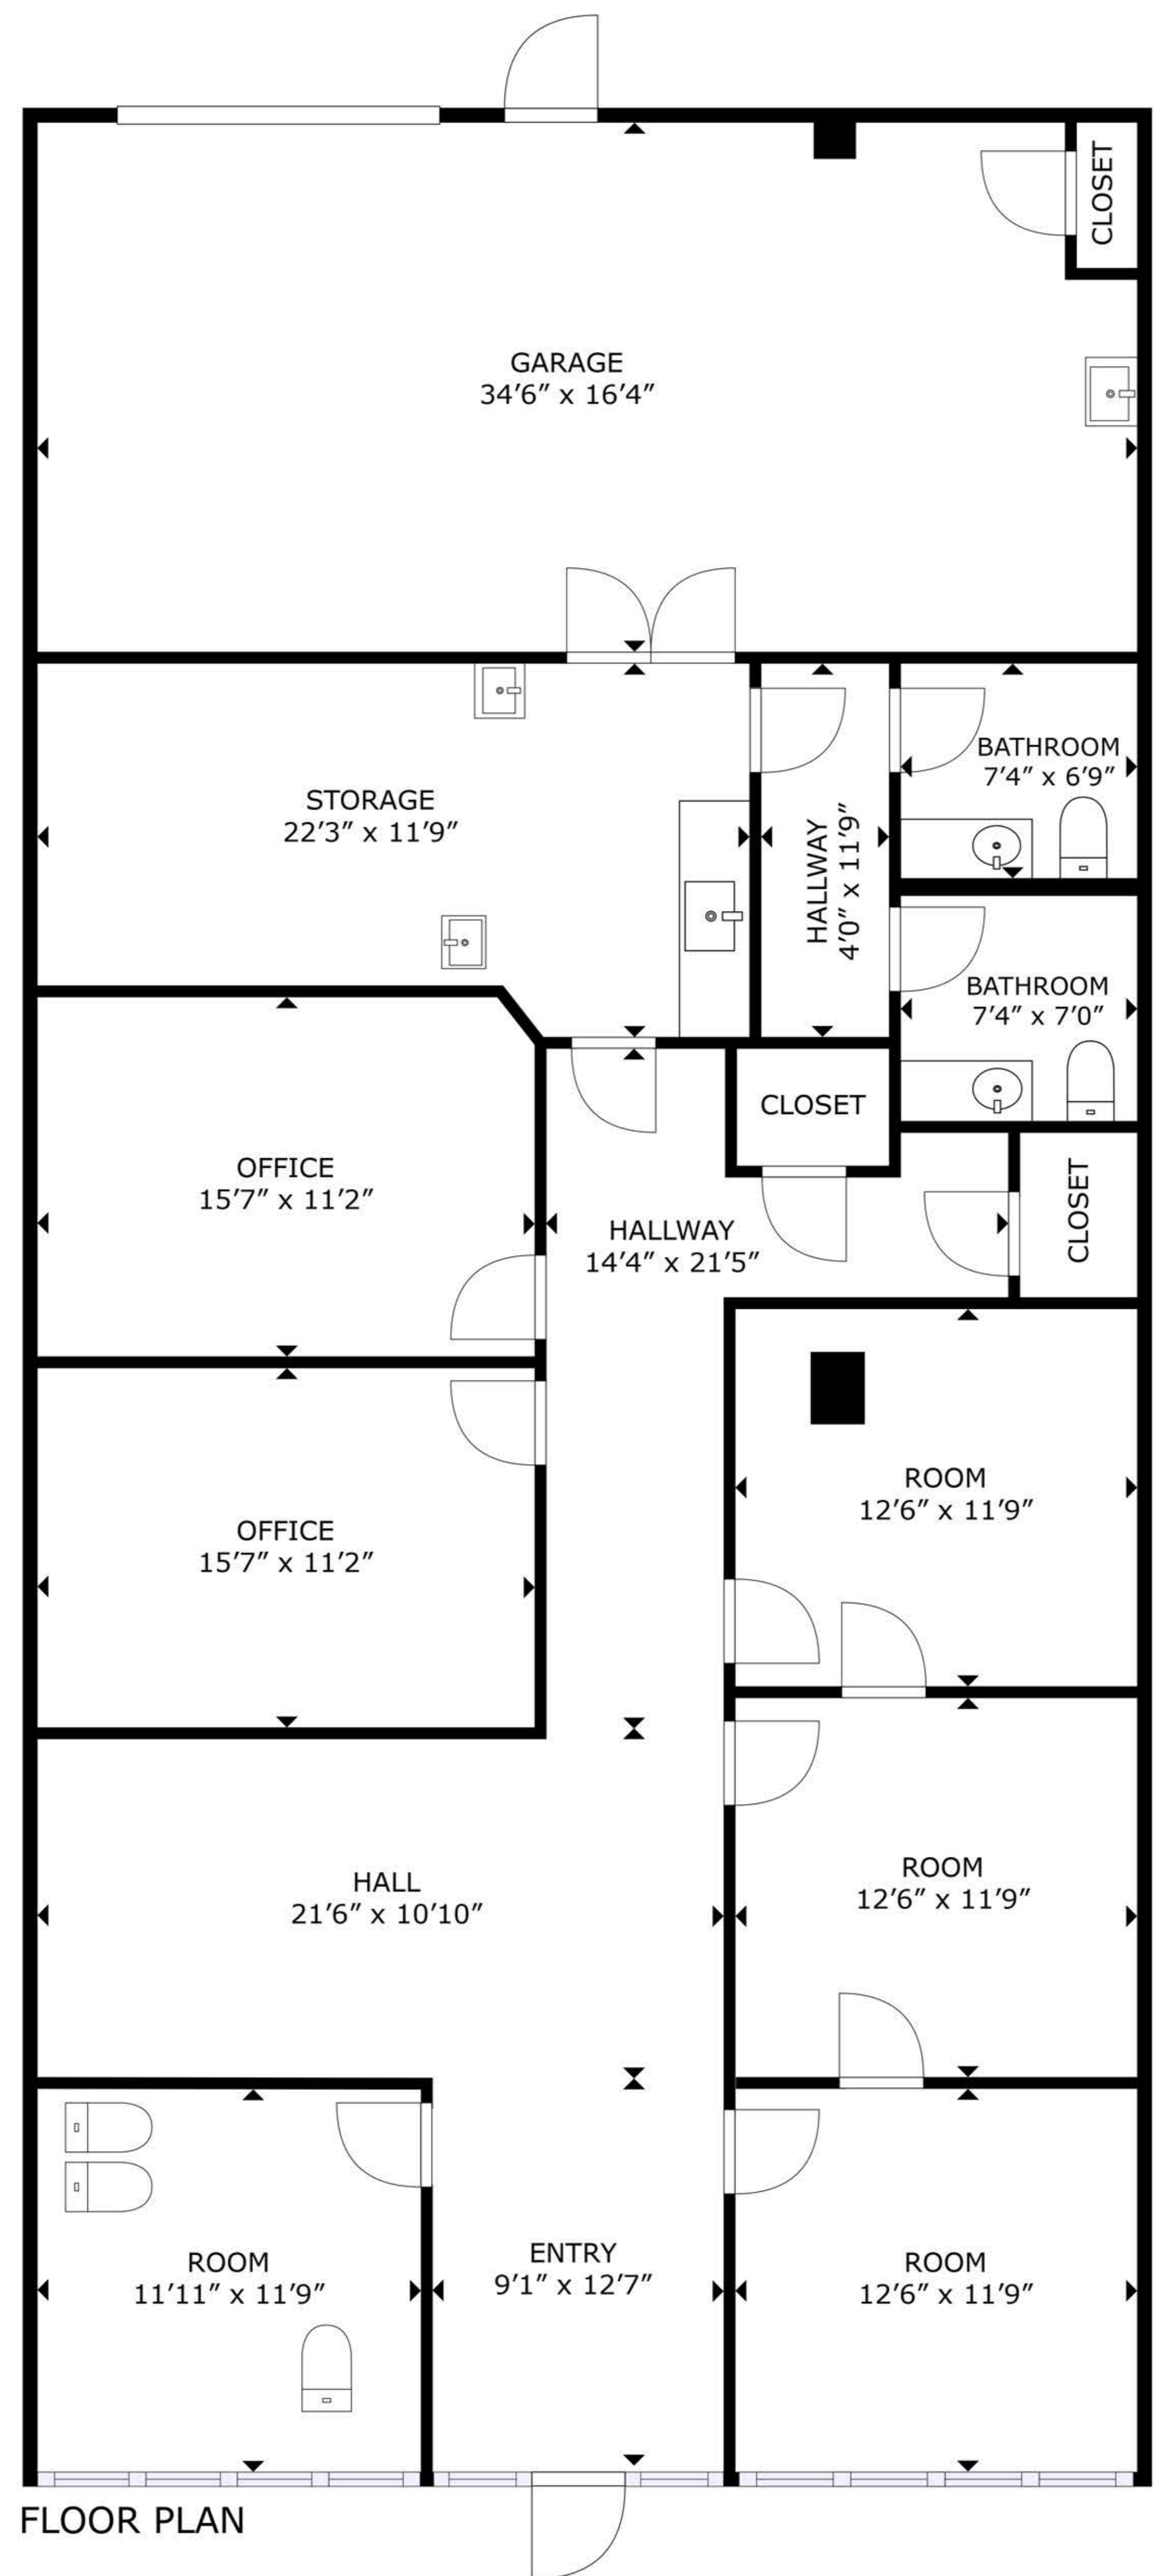 CLOSET
GARAGE
34′6″ x 16′4″
STORAGE
22′3″ x 11′9″
HALLWAY
4′0″ x 11′9″
BATHROOM
7′4″ x 6′9″
BATHROOM
7′4″ x 7′0″
CLOSET
CLOSET
OFFICE
15′7″ x 11′2″
HALLWAY
14′4″ x 21′5″
ROOM
12′6″ x 11′9″
OFFICE
15′7″ x 11′2″
HALL
21′6″ x 10′10″
ROOM
12′6″ x 11′9″
ROOM
11′11″ x 11′9″
ENTRY
9′1″ x 12′7″
ROOM
12′6″ x 11′9″
FLOOR PLAN